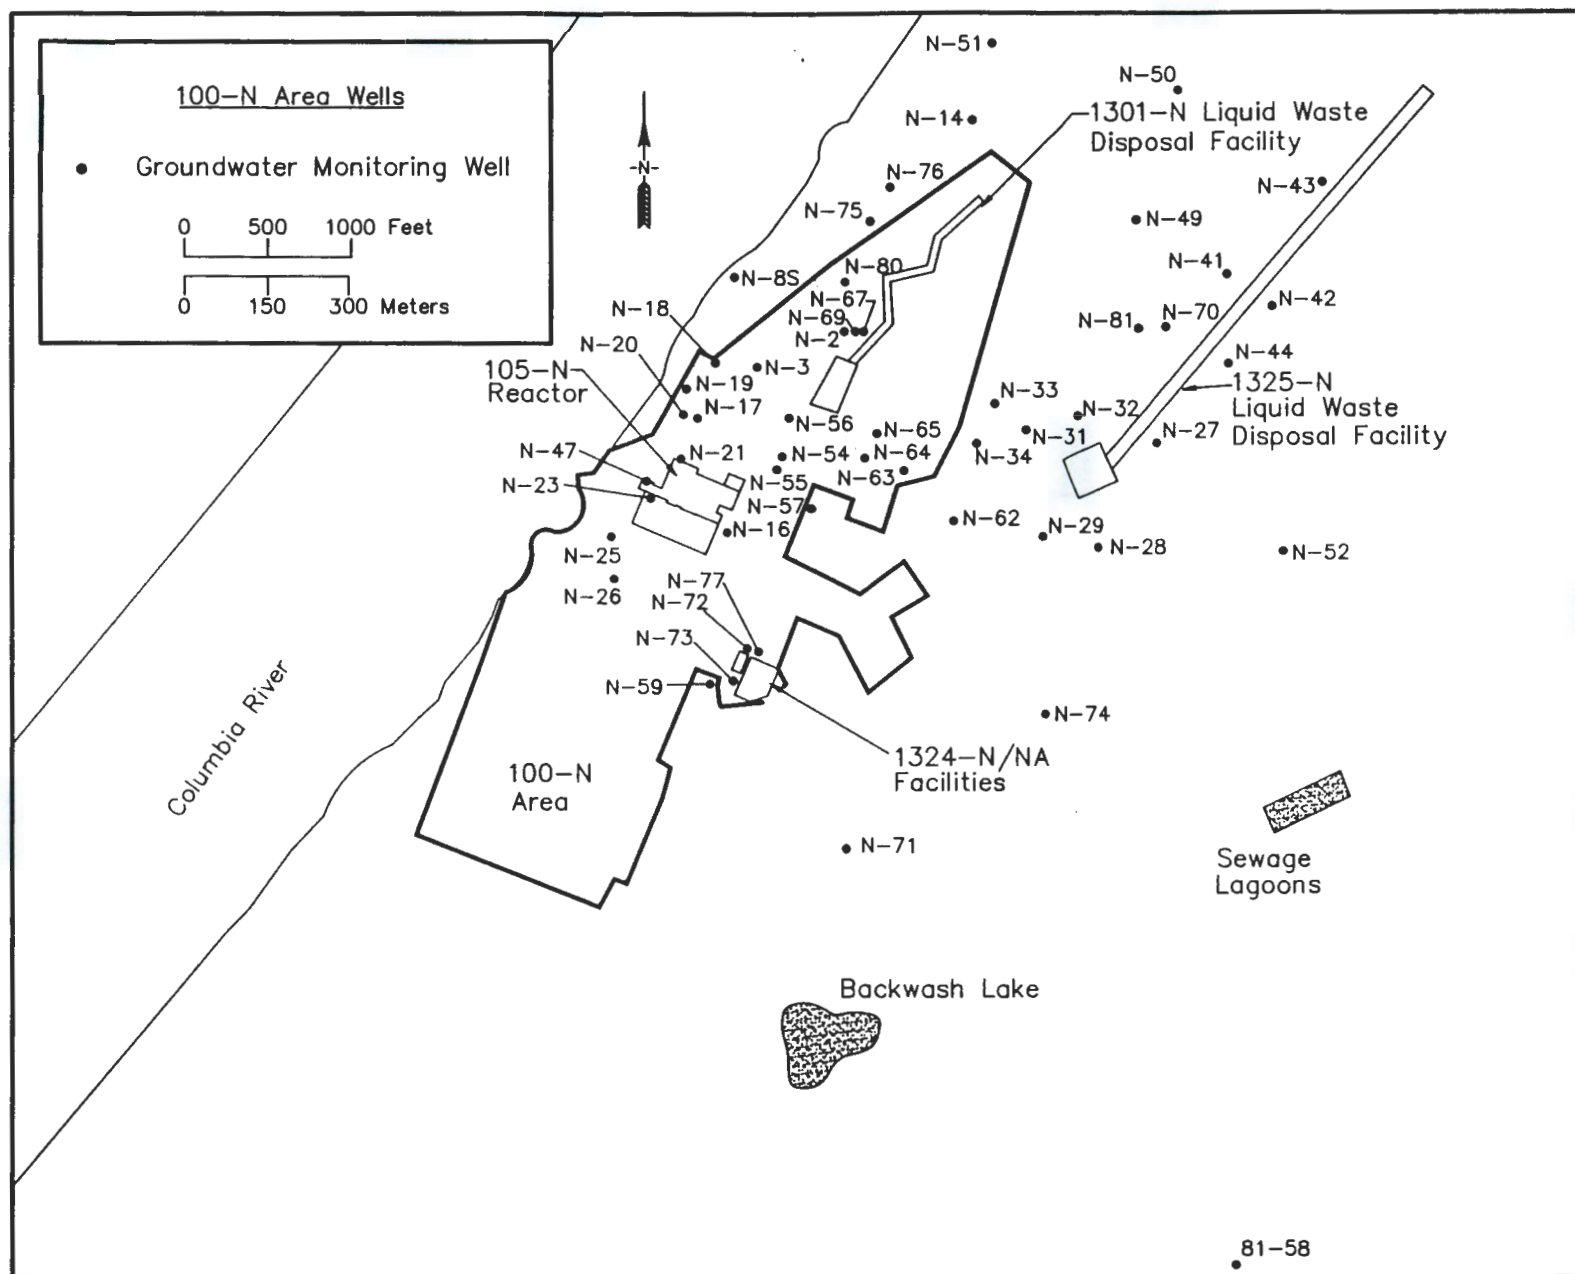 100-N Area Wells
Groundwater Monitoring Well
0 500 1000 Feet
0 150 300 Meters
-N-
N-51
N-50
N-14
1301-N Liquid Waste
Disposal Facility
N-76
N-43
N-75
N-49
N-8S
N-80
N-41
N-67
N-18
N-69
N-42
N-2
N-81
N-70
N-20
105-N
Reactor
N-3
N-44
N-19
1325-N
Liquid Waste
Disposal Facility
N-33
N-17
N-32
N-56
N-65
N-31
N-27
N-47
N-21
N-54
N-64
N-34
N-23
N-55
N-63
N-57
N-62
N-16
N-29
N-25
N-28
N-52
N-77
N-26
N-72
N-73
N-59
N-74
Columbia River
1324-N/NA
Facilities
100-N
Area
N-71
Sewage
Lagoons
Backwash Lake
81-58